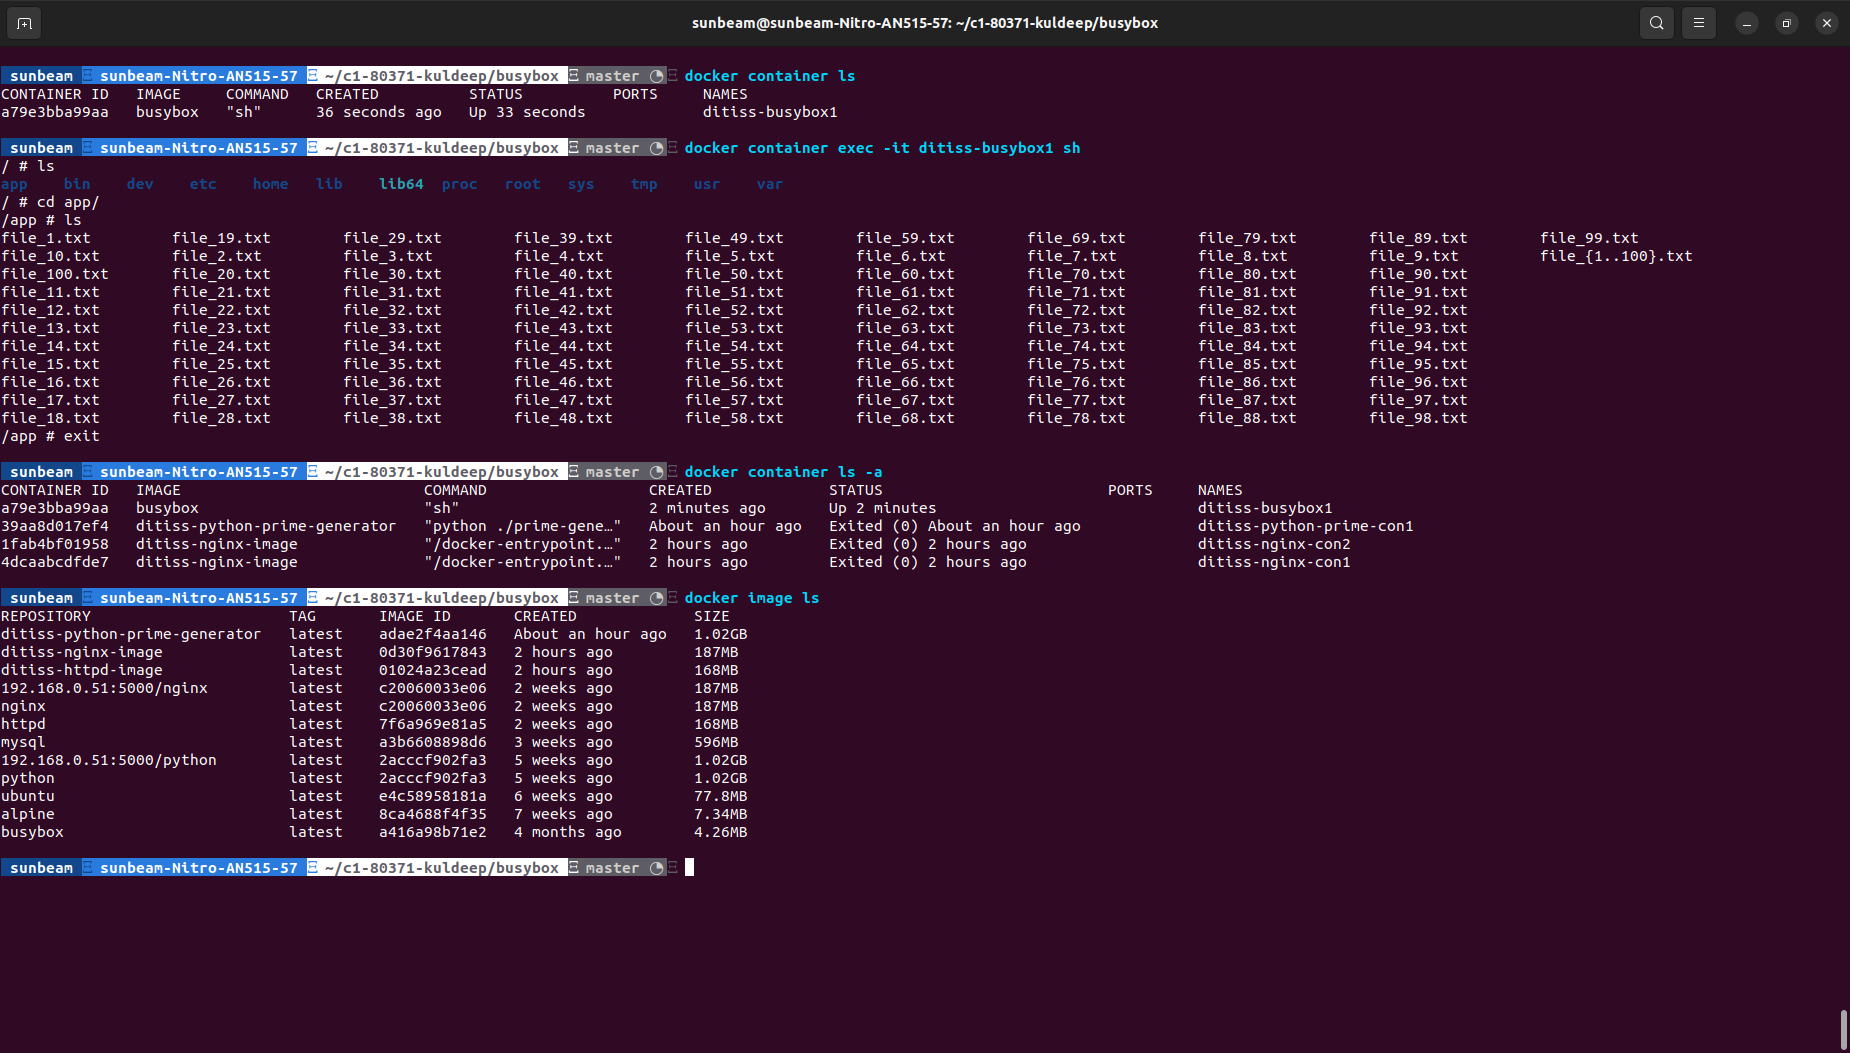 sunbeam@sunbeam-Nitro-AN515-57: ~/c1-80371-kuldeep/busybox
sunbeam sunbeam-Nitro-AN515-57 ~/c1-80371-kuldeep/busybox master docker container ls
CONTAINER ID   IMAGE     COMMAND   CREATED          STATUS          PORTS     NAMES
a79e3bba99aa   busybox   "sh"      36 seconds ago   Up 33 seconds             ditiss-busybox1
sunbeam sunbeam-Nitro-AN515-57 ~/c1-80371-kuldeep/busybox master docker container exec -it ditiss-busybox1 sh
/ # ls
app    bin    dev    etc    home   lib    lib64  proc   root   sys    tmp    usr    var
/ # cd app/
/app # ls
file_1.txt         file_19.txt        file_29.txt        file_39.txt        file_49.txt        file_59.txt        file_69.txt        file_79.txt        file_89.txt        file_99.txt
file_10.txt        file_2.txt         file_3.txt         file_4.txt         file_5.txt         file_6.txt         file_7.txt         file_8.txt         file_9.txt         file_{1..100}.txt
file_100.txt       file_20.txt        file_30.txt        file_40.txt        file_50.txt        file_60.txt        file_70.txt        file_80.txt        file_90.txt
file_11.txt        file_21.txt        file_31.txt        file_41.txt        file_51.txt        file_61.txt        file_71.txt        file_81.txt        file_91.txt
file_12.txt        file_22.txt        file_32.txt        file_42.txt        file_52.txt        file_62.txt        file_72.txt        file_82.txt        file_92.txt
file_13.txt        file_23.txt        file_33.txt        file_43.txt        file_53.txt        file_63.txt        file_73.txt        file_83.txt        file_93.txt
file_14.txt        file_24.txt        file_34.txt        file_44.txt        file_54.txt        file_64.txt        file_74.txt        file_84.txt        file_94.txt
file_15.txt        file_25.txt        file_35.txt        file_45.txt        file_55.txt        file_65.txt        file_75.txt        file_85.txt        file_95.txt
file_16.txt        file_26.txt        file_36.txt        file_46.txt        file_56.txt        file_66.txt        file_76.txt        file_86.txt        file_96.txt
file_17.txt        file_27.txt        file_37.txt        file_47.txt        file_57.txt        file_67.txt        file_77.txt        file_87.txt        file_97.txt
file_18.txt        file_28.txt        file_38.txt        file_48.txt        file_58.txt        file_68.txt        file_78.txt        file_88.txt        file_98.txt
/app # exit
sunbeam sunbeam-Nitro-AN515-57 ~/c1-80371-kuldeep/busybox master docker container ls -a
CONTAINER ID   IMAGE                           COMMAND                  CREATED             STATUS                         PORTS     NAMES
a79e3bba99aa   busybox                         "sh"                     2 minutes ago       Up 2 minutes                             ditiss-busybox1
39aa8d017ef4   ditiss-python-prime-generator   "python ./prime-gene…"   About an hour ago   Exited (0) About an hour ago             ditiss-python-prime-con1
1fab4bf01958   ditiss-nginx-image              "/docker-entrypoint.…"   2 hours ago         Exited (0) 2 hours ago                   ditiss-nginx-con2
4dcaabcdfde7   ditiss-nginx-image              "/docker-entrypoint.…"   2 hours ago         Exited (0) 2 hours ago                   ditiss-nginx-con1
sunbeam sunbeam-Nitro-AN515-57 ~/c1-80371-kuldeep/busybox master docker image ls
REPOSITORY                      TAG       IMAGE ID       CREATED             SIZE
ditiss-python-prime-generator   latest    adae2f4aa146   About an hour ago   1.02GB
ditiss-nginx-image              latest    0d30f9617843   2 hours ago         187MB
ditiss-httpd-image              latest    01024a23cead   2 hours ago         168MB
192.168.0.51:5000/nginx         latest    c20060033e06   2 weeks ago         187MB
nginx                           latest    c20060033e06   2 weeks ago         187MB
httpd                           latest    7f6a969e81a5   2 weeks ago         168MB
mysql                           latest    a3b6608898d6   3 weeks ago         596MB
192.168.0.51:5000/python        latest    2acccf902fa3   5 weeks ago         1.02GB
python                          latest    2acccf902fa3   5 weeks ago         1.02GB
ubuntu                          latest    e4c58958181a   6 weeks ago         77.8MB
alpine                          latest    8ca4688f4f35   7 weeks ago         7.34MB
busybox                         latest    a416a98b71e2   4 months ago        4.26MB
sunbeam sunbeam-Nitro-AN515-57 ~/c1-80371-kuldeep/busybox master